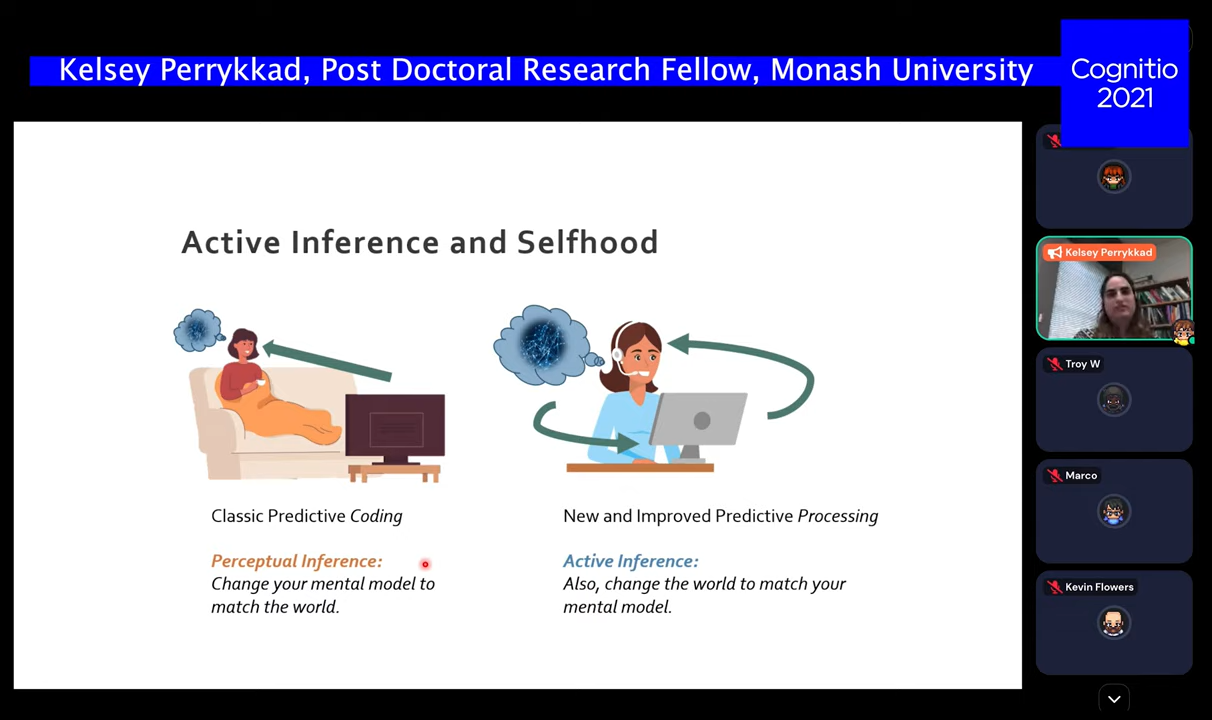 Kelsey Perrykkad, Post Doctoral Research Fellow, Monash University
Cognitio
2021
Active Inference and Selfhood
Classic Predictive Coding
Perceptual Inference:
Change your mental model to
match the world.
New and Improved Predictive Processing
Active Inference:
Also, change the world to match your
mental model.
Kelsey Perrykkad
Troy W
Marco
Kevin Flowers